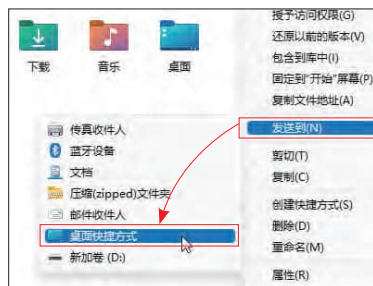 下载
音乐
桌面
授予访问权限(G)
还原以前的版本(V)
包含到库中(I)
固定到"开始"屏幕(P)
复制文件地址(A)
发送到(N)
剪切(T)
复制(C)
创建快捷方式(S)
删除(D)
重命名(M)
属性(R)
传真收件人
蓝牙设备
文档
压缩(zipped)文件夹
邮件收件人
桌面快捷方式
新加卷 (D:)